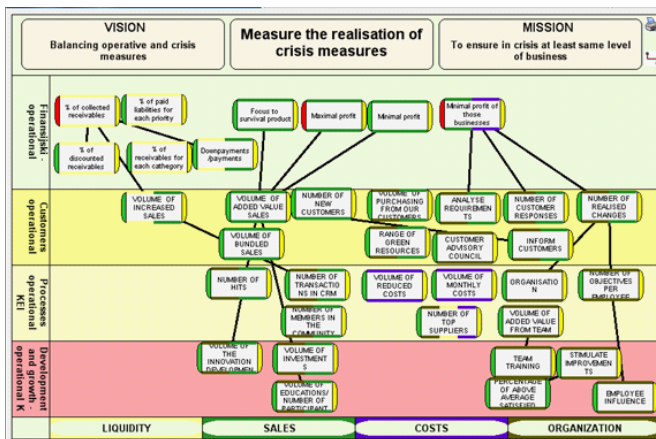 VISION
Balancing operative and crisis
measures
Measure the realisation of
crisis measures
MISSION
To ensure in crisis at least same level
of business
Finansijski -
operational
% of collected
receivables
% of paid
liabilities for
each priority
% of discounted
receivables
% of
receivables for
each cathegory
Downpayments
/payments
Focus to
survival product
Maximal profit
Minimal profit
Minimal profit of
those
businesses
Customers
operational
VOLUME OF
INCREASED
SALES
VOLUME OF
ADDED VALUE
SALES
NUMBER OF
NEW
CUSTOMERS
VOLUME OF
PURCHASING
FROM OUR
CUSTOMERS
ANALYSE
REQUIREMEN
TS
NUMBER OF
CUSTOMER
RESPONSES
NUMBER OF
REALISED
CHANGES
VOLUME OF
BUNDLED
SALES
RANGE OF
GREEN
RESOURCES
CUSTOMER
ADVISORY
COUNCIL
INFORM
CUSTOMERS
Processes
operational
KEI
NUMBER OF
HITS
NUMBER OF
TRANSACTIO
NS IN CRM
VOLUME OF
REDUCED
COSTS
VOLUME OF
MONTHLY
COSTS
ORGANISATIO
N
NUMBER OF
OBJECTIVES
PER
EMPLOYEE
NUMBER OF
MEMBERS IN
THE
COMMUNITY
NUMBER OF
TOP
SUPPLIERS
VOLUME OF
ADDED VALUE
FROM TEAM
Development
and growth -
operational K
VOLUME OF
THE
INNOVATION
DEVELOPMEN
VOLUME OF
INVESTMENT
S
TEAM
TRAINING
STIMULATE
IMPROVEMEN
TS
VOLUME OF
EDUCATIONS/
NUMBER OF
PARTICIPANT
PERCENTAGE
OF ABOVE
AVERAGE
SATISFIED
EMPLOYEE
INFLUENCE
LIQUIDITY
SALES
COSTS
ORGANIZATION